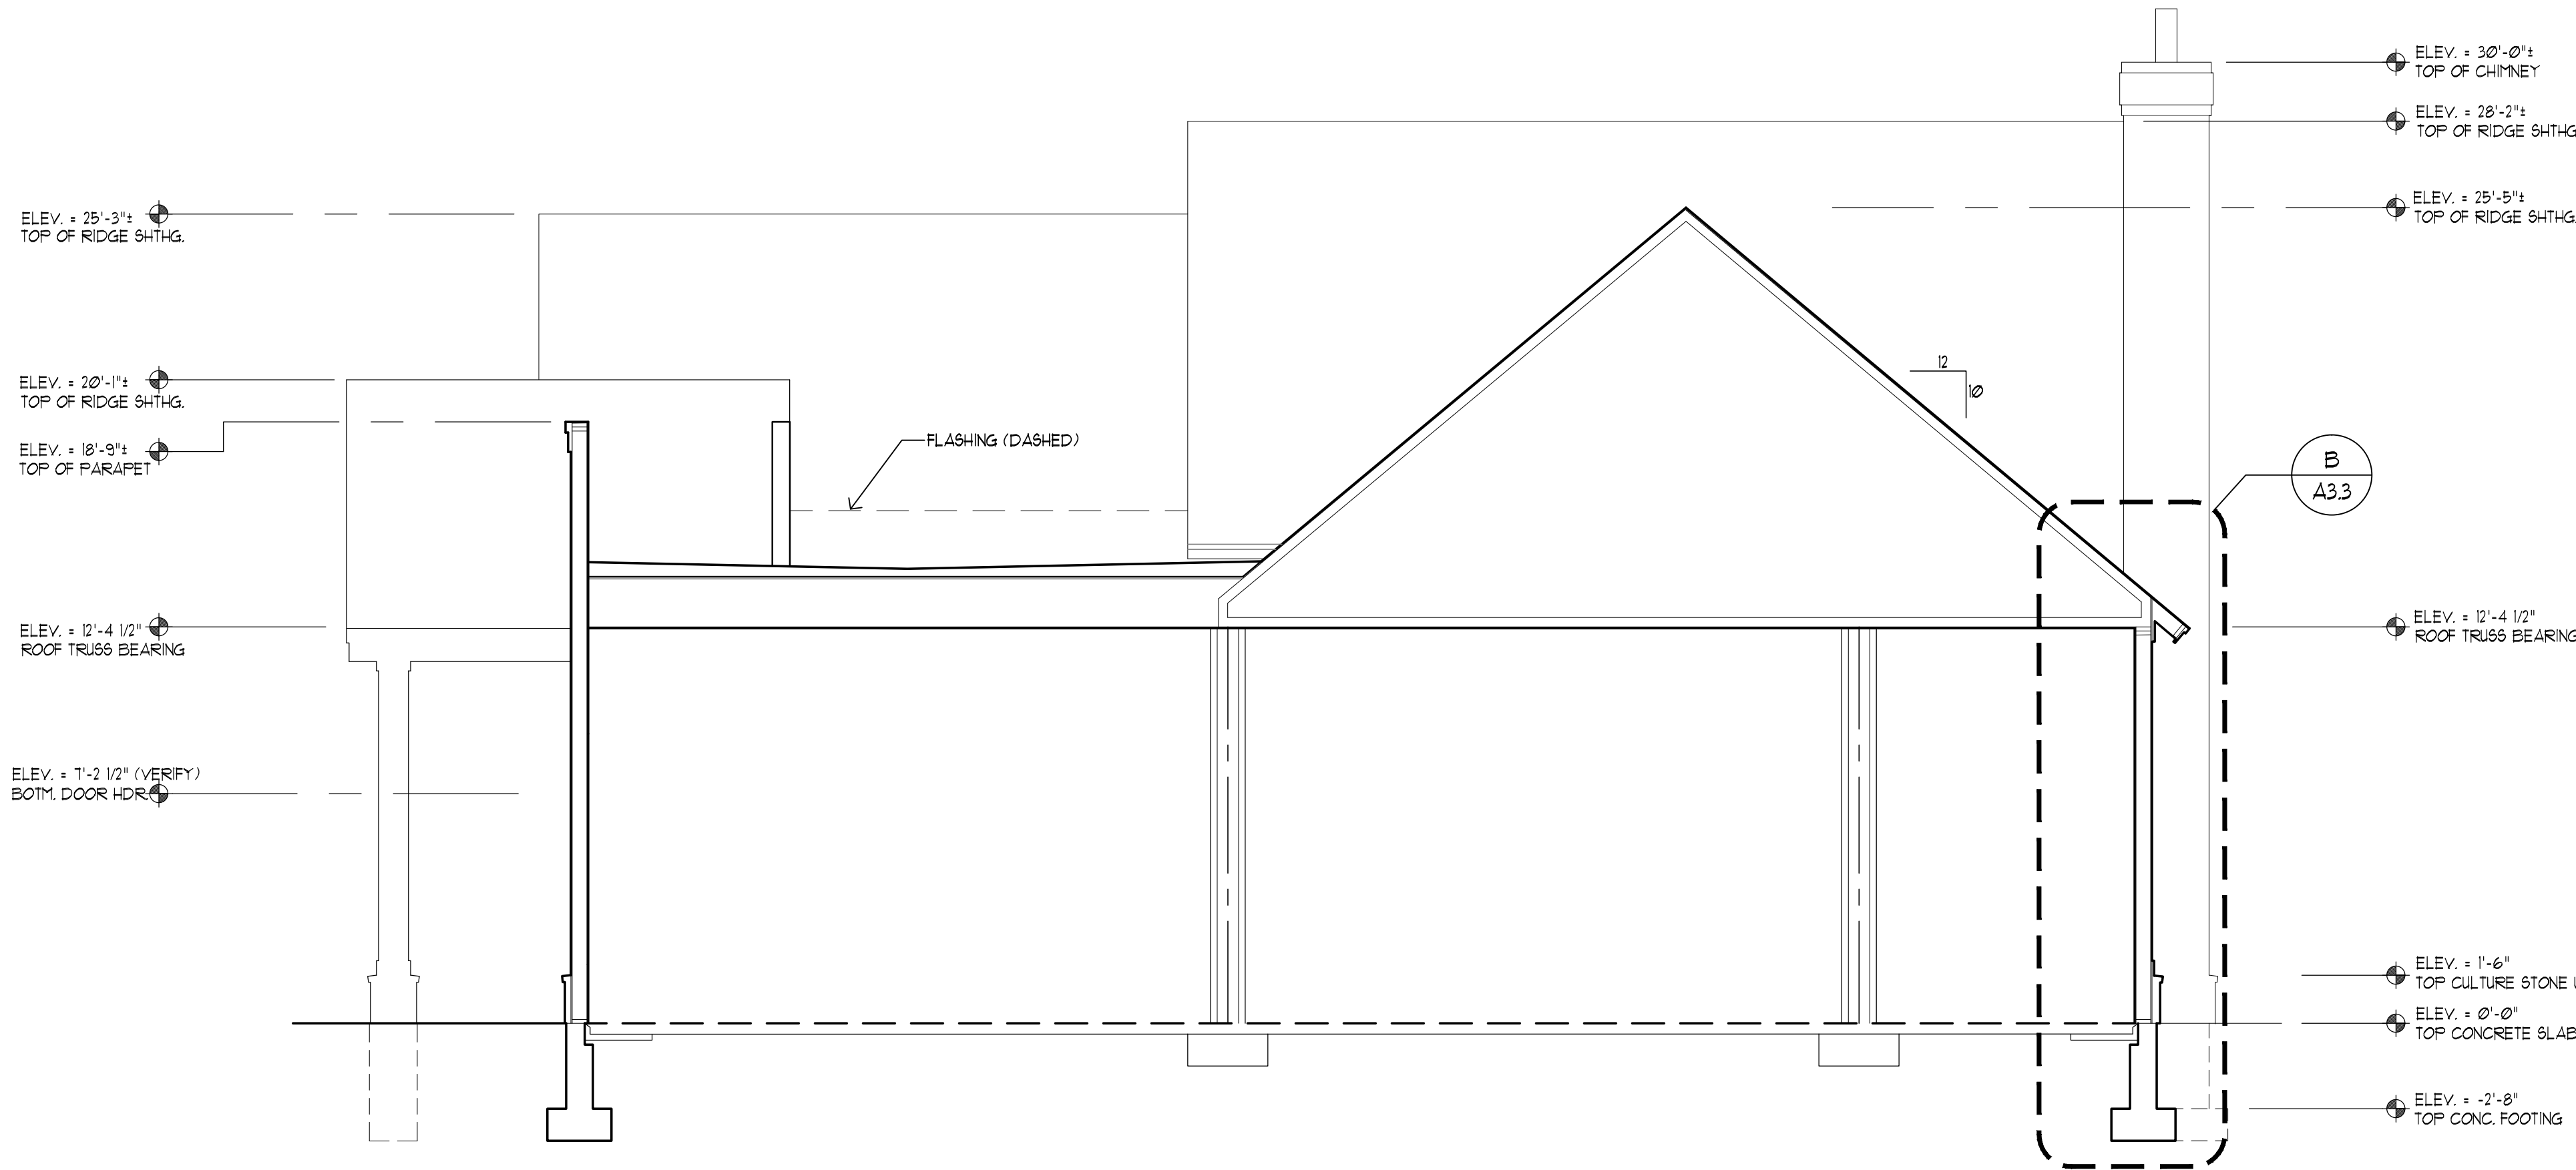 ELEV. = 30'-0"±
TOP OF CHIMNEY
ELEV. = 28'-2"±
TOP OF RIDGE SHTHG
ELEV. = 25'-5"±
TOP OF RIDGE SHTHG
ELEV. = 25'-3"±
TOP OF RIDGE SHTHG.
ELEV. = 20'-1"±
TOP OF RIDGE SHTHG.
ELEV. = 18'-9"±
TOP OF PARAPET
FLASHING (DASHED)
12
10
B
A3.3
ELEV. = 12'-4 1/2"
ROOF TRUSS BEARING
ELEV. = 12'-4 1/2"
ROOF TRUSS BEARING
ELEV. = 7'-2 1/2" (VERIFY)
BOTM. DOOR HDR.
ELEV. = 1'-6"
TOP CULTURE STONE
ELEV. = 0'-0"
TOP CONCRETE SLAB
ELEV. = -2'-8"
TOP CONC. FOOTING